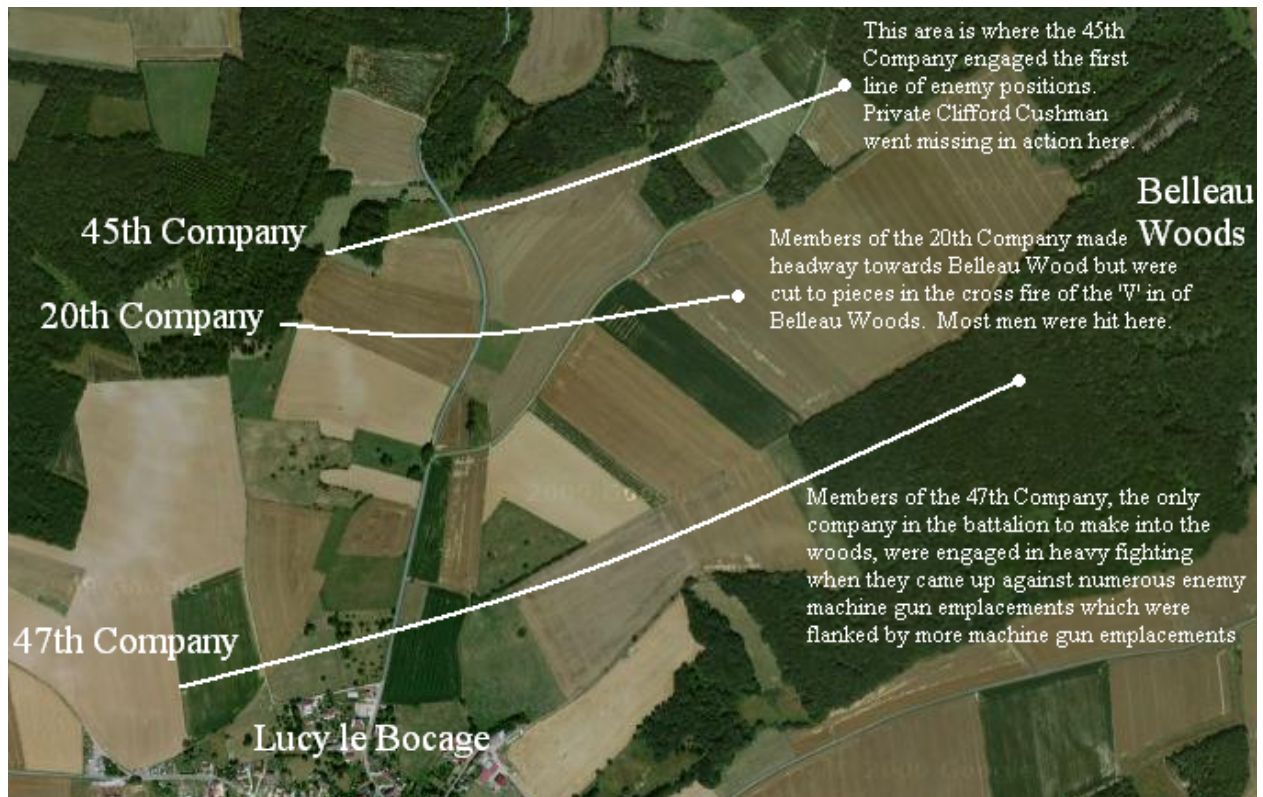 This area is where the 45th
Company engaged the first
line of enemy positions.
Private Clifford Cushman
went missing in action here.
Belleau
Woods
45th Company
Members of the 20th Company made
headway towards Belleau Wood but were
cut to pieces in the cross fire of the 'V' in of
Belleau Woods. Most men were hit here.
20th Company
Members of the 47th Company, the only
company in the battalion to make into the
woods, were engaged in heavy fighting
when they came up against numerous enemy
machine gun emplacements which were
flanked by more machine gun emplacements
47th Company
Lucy le Bocage